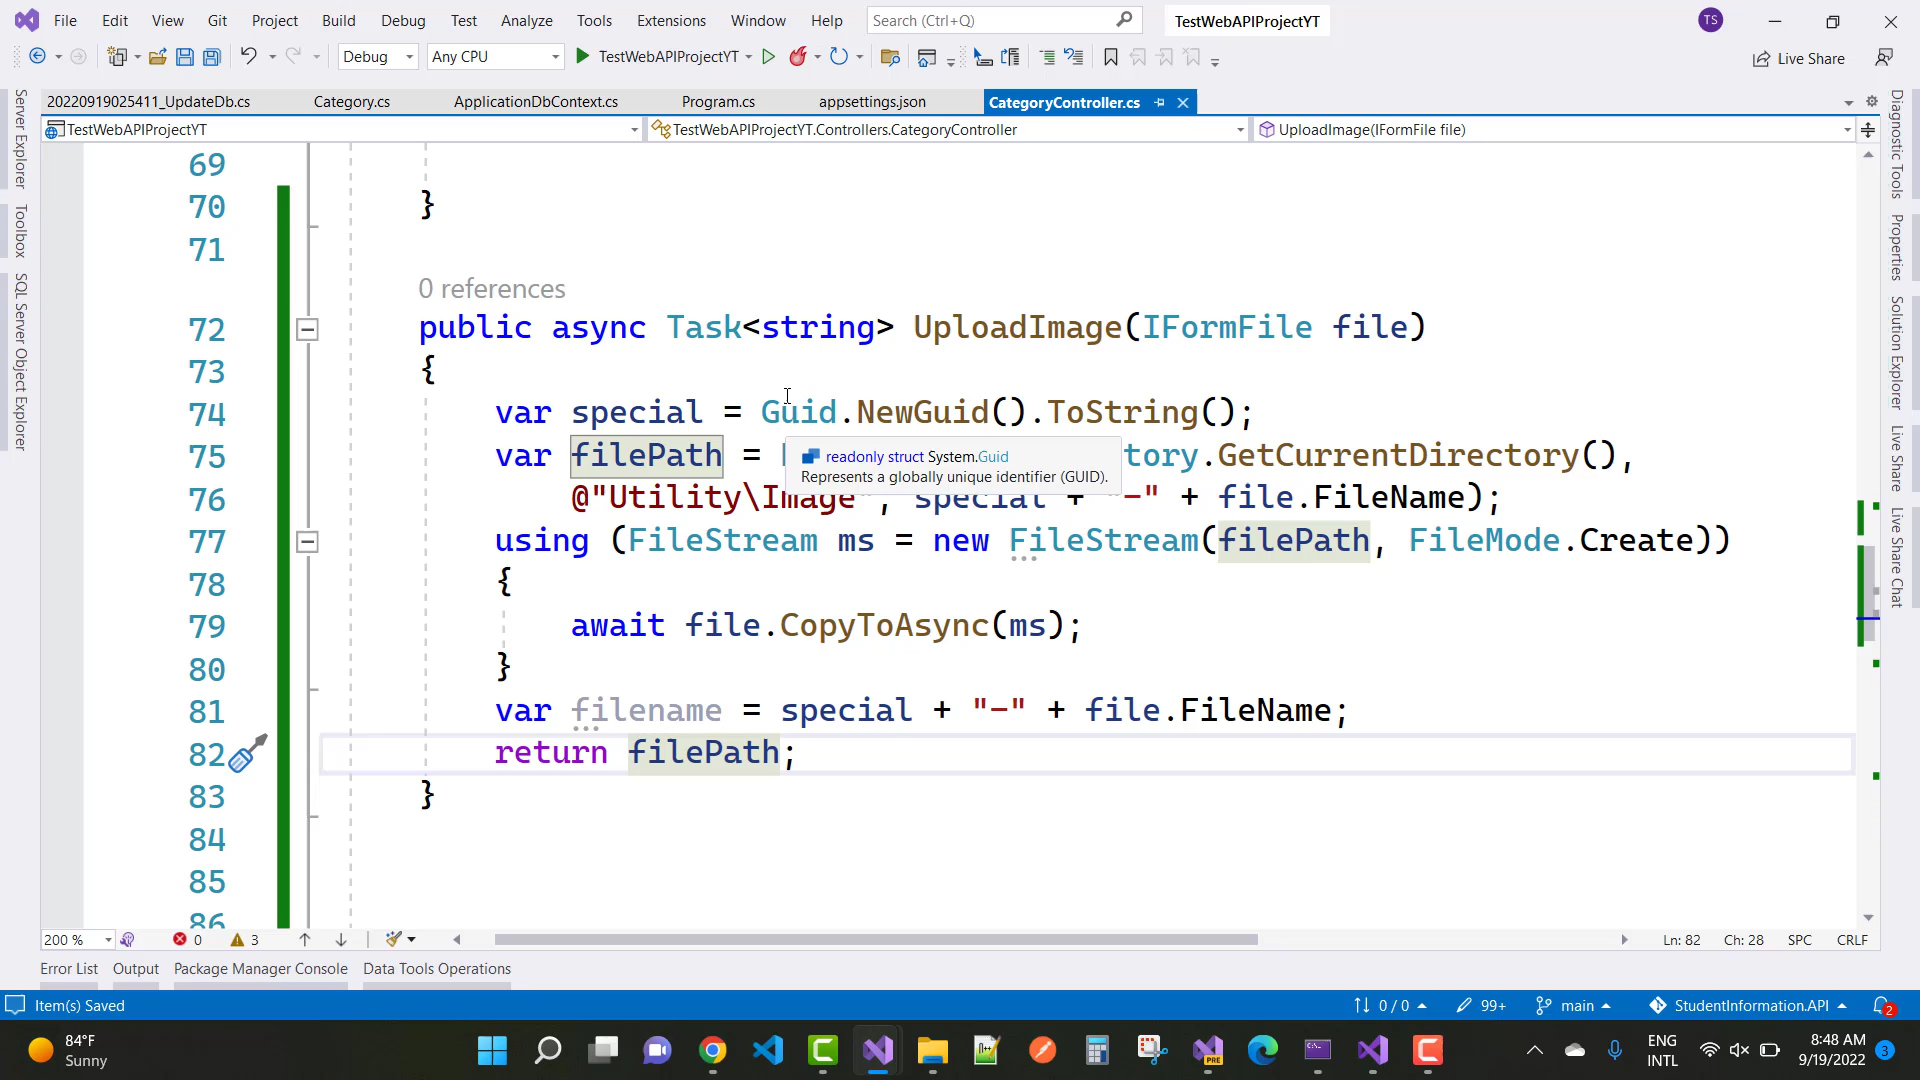 File Edit View Git Project Build Debug Test Analyze Tools Extensions Window Help Search (Ctrl+Q) TestWebAPIProjectYT TS
Debug Any CPU TestWebAPIProjectYT Live Share
20220919025411_UpdateDb.cs Category.cs ApplicationDbContext.cs Program.cs appsettings.json CategoryController.cs
TestWebAPIProjectYT TestWebAPIProjectYT.Controllers.CategoryController UploadImage(IFormFile file)
Server Explorer
Toolbox
SQL Server Object Explorer
69
70 }
71
0 references
72 public async Task<string> UploadImage(IFormFile file)
73 {
74 var special = Guid.NewGuid().ToString();
75 var filePath = tory.GetCurrentDirectory(),
readonly struct System.Guid
Represents a globally unique identifier (GUID).
76 @"Utility\Image", special + "-" + file.FileName);
77 using (FileStream ms = new FileStream(filePath, FileMode.Create))
78 {
79 await file.CopyToAsync(ms);
80 }
81 var filename = special + "-" + file.FileName;
82 return filePath;
83 }
84
85
86
Diagnostic Tools
Properties
Solution Explorer
Live Share
Live Share Chat
200 % 0 3 Ln: 82 Ch: 28 SPC CRLF
Error List Output Package Manager Console Data Tools Operations
Item(s) Saved 0 / 0 99+ main StudentInformation.API 2
84°F
Sunny
PRE
ENG
INTL
8:48 AM
9/19/2022
3